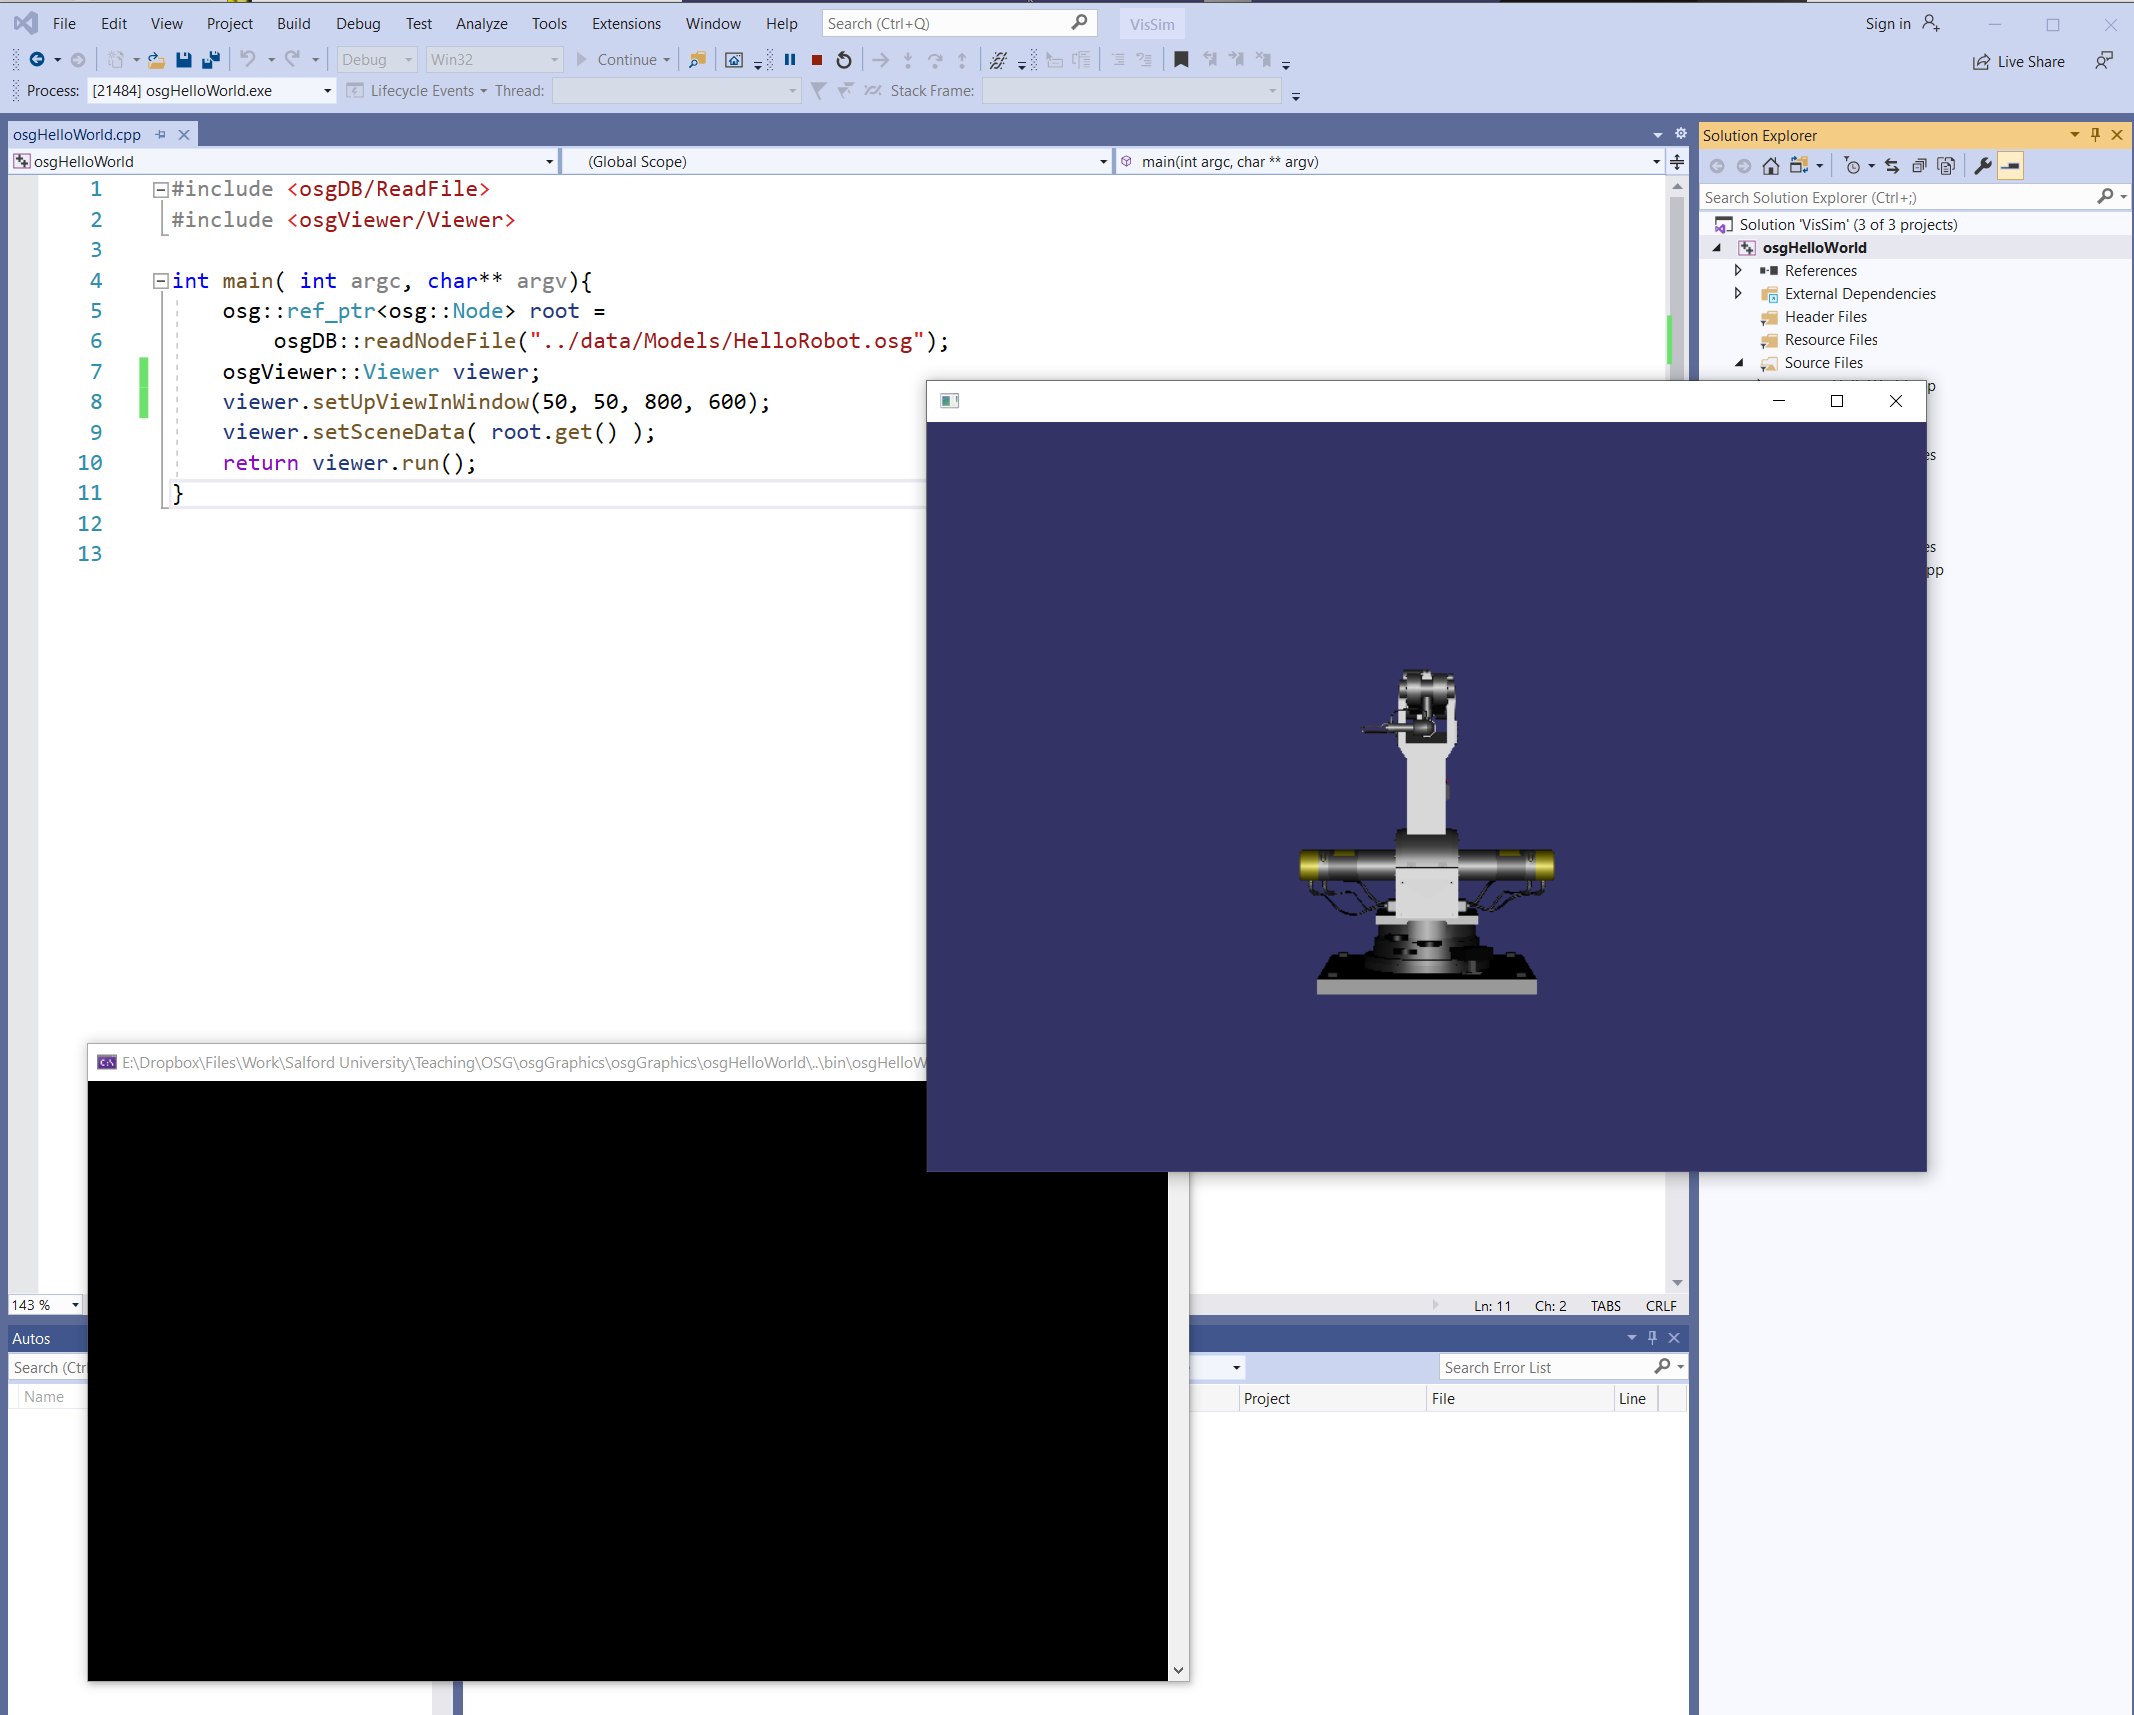 File Edit View Project Build Debug Test Analyze Tools Extensions Window Help Search (Ctrl+Q) VisSim Sign in
Debug Win32 Continue Live Share
Process: [21484] osgHelloWorld.exe Lifecycle Events Thread: Stack Frame:
osgHelloWorld.cpp
osgHelloWorld (Global Scope) main(int argc, char ** argv)
1 #include <osgDB/ReadFile>
2 #include <osgViewer/Viewer>
3
4 int main( int argc, char** argv){
5 osg::ref_ptr<osg::Node> root =
6 osgDB::readNodeFile("../data/Models/HelloRobot.osg");
7 osgViewer::Viewer viewer;
8 viewer.setUpViewInWindow(50, 50, 800, 600);
9 viewer.setSceneData( root.get() );
10 return viewer.run();
11 }
12
13
Solution Explorer
Search Solution Explorer (Ctrl+;)
Solution 'VisSim' (3 of 3 projects)
osgHelloWorld
References
External Dependencies
Header Files
Resource Files
Source Files
E:\Dropbox\Files\Work\Salford University\Teaching\OSG\osgGraphics\osgGraphics\osgHelloWorld\..\bin\osgHelloW
143 % Ln: 11 Ch: 2 TABS CRLF
Autos
Search (Ctr
Name
Search Error List
Project File Line